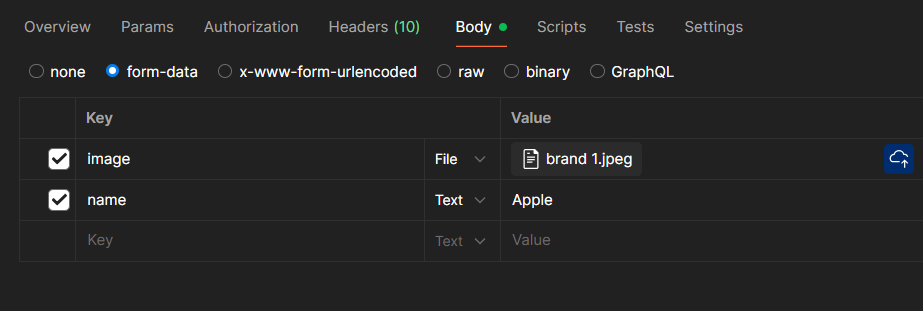 Overview Params Authorization Headers (10) Body Scripts Tests Settings
none form-data x-www-form-urlencoded raw binary GraphQL
Key Value
image File brand 1.jpeg
name Text Apple
Key Text Value